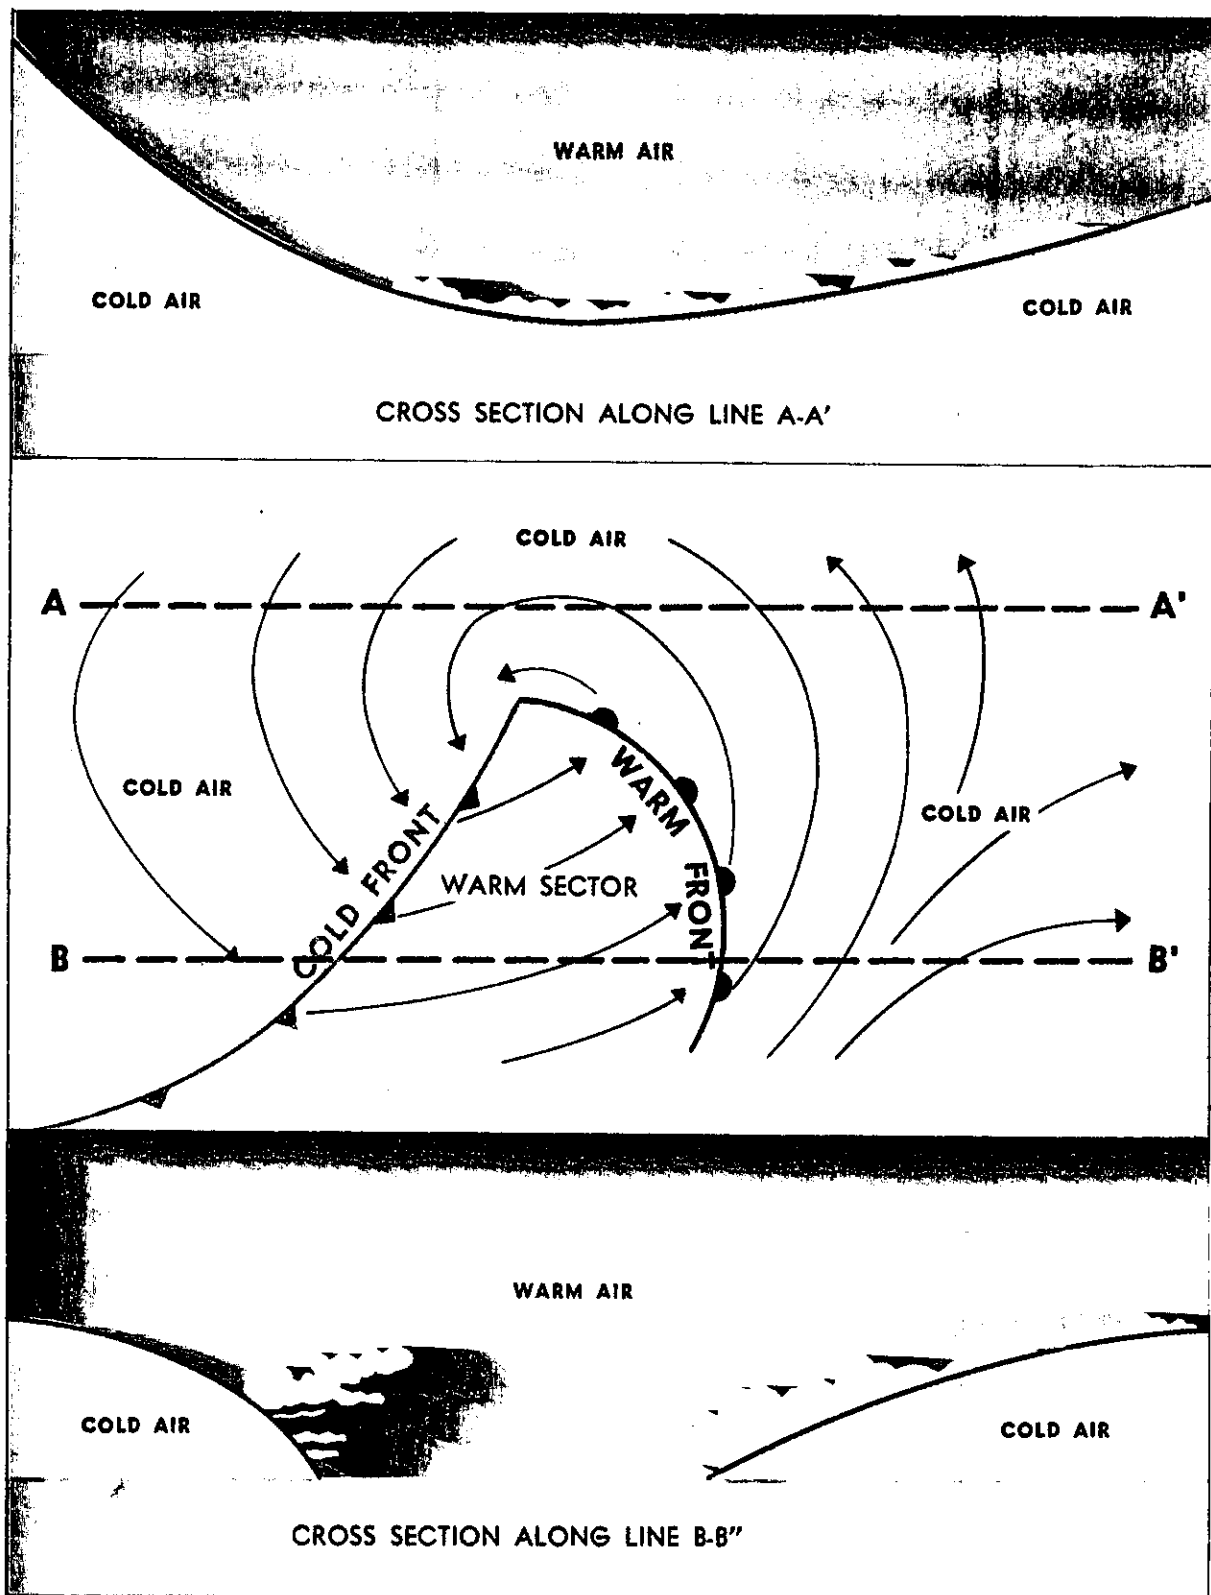 WARM AIR
COLD AIR
COLD AIR
CROSS SECTION ALONG LINE A-A'
COLD AIR
A
A'
COLD AIR
WARM FRONT
COLD AIR
COLD FRONT
WARM SECTOR
B
B'
WARM AIR
COLD AIR
COLD AIR
CROSS SECTION ALONG LINE B-B"